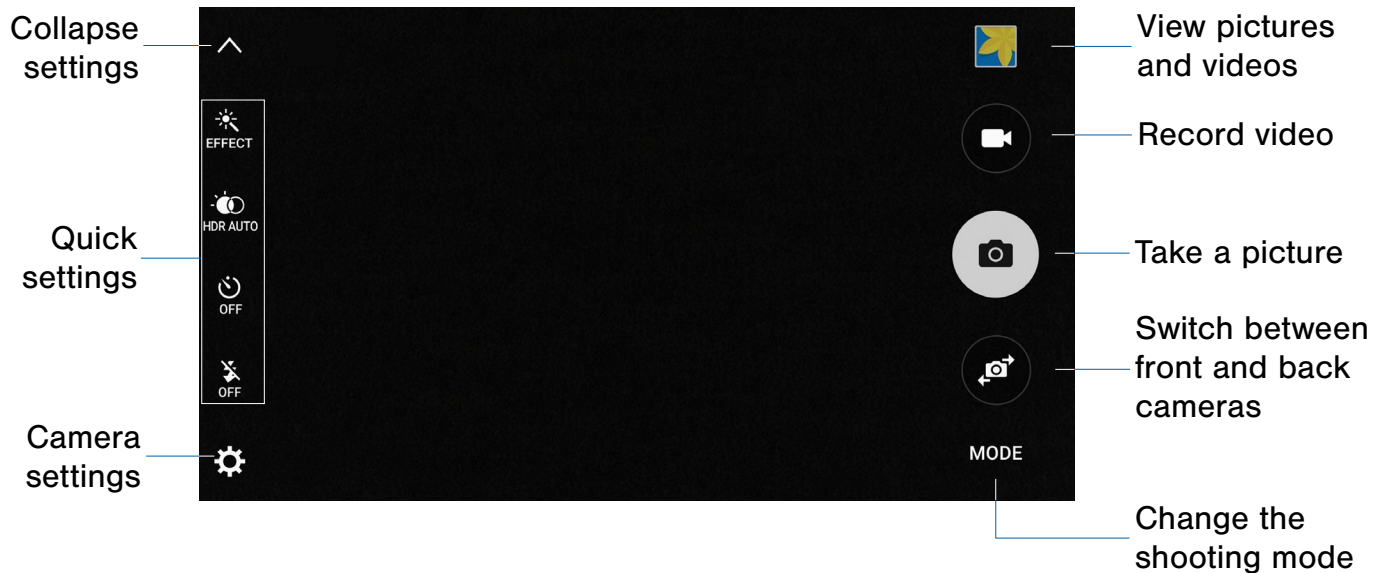 Collapse
settings
EFFECT
HDR AUTO
Quick
settings
OFF
OFF
Camera
settings
View pictures
and videos
Record video
Take a picture
Switch between
front and back
cameras
MODE
Change the
shooting mode